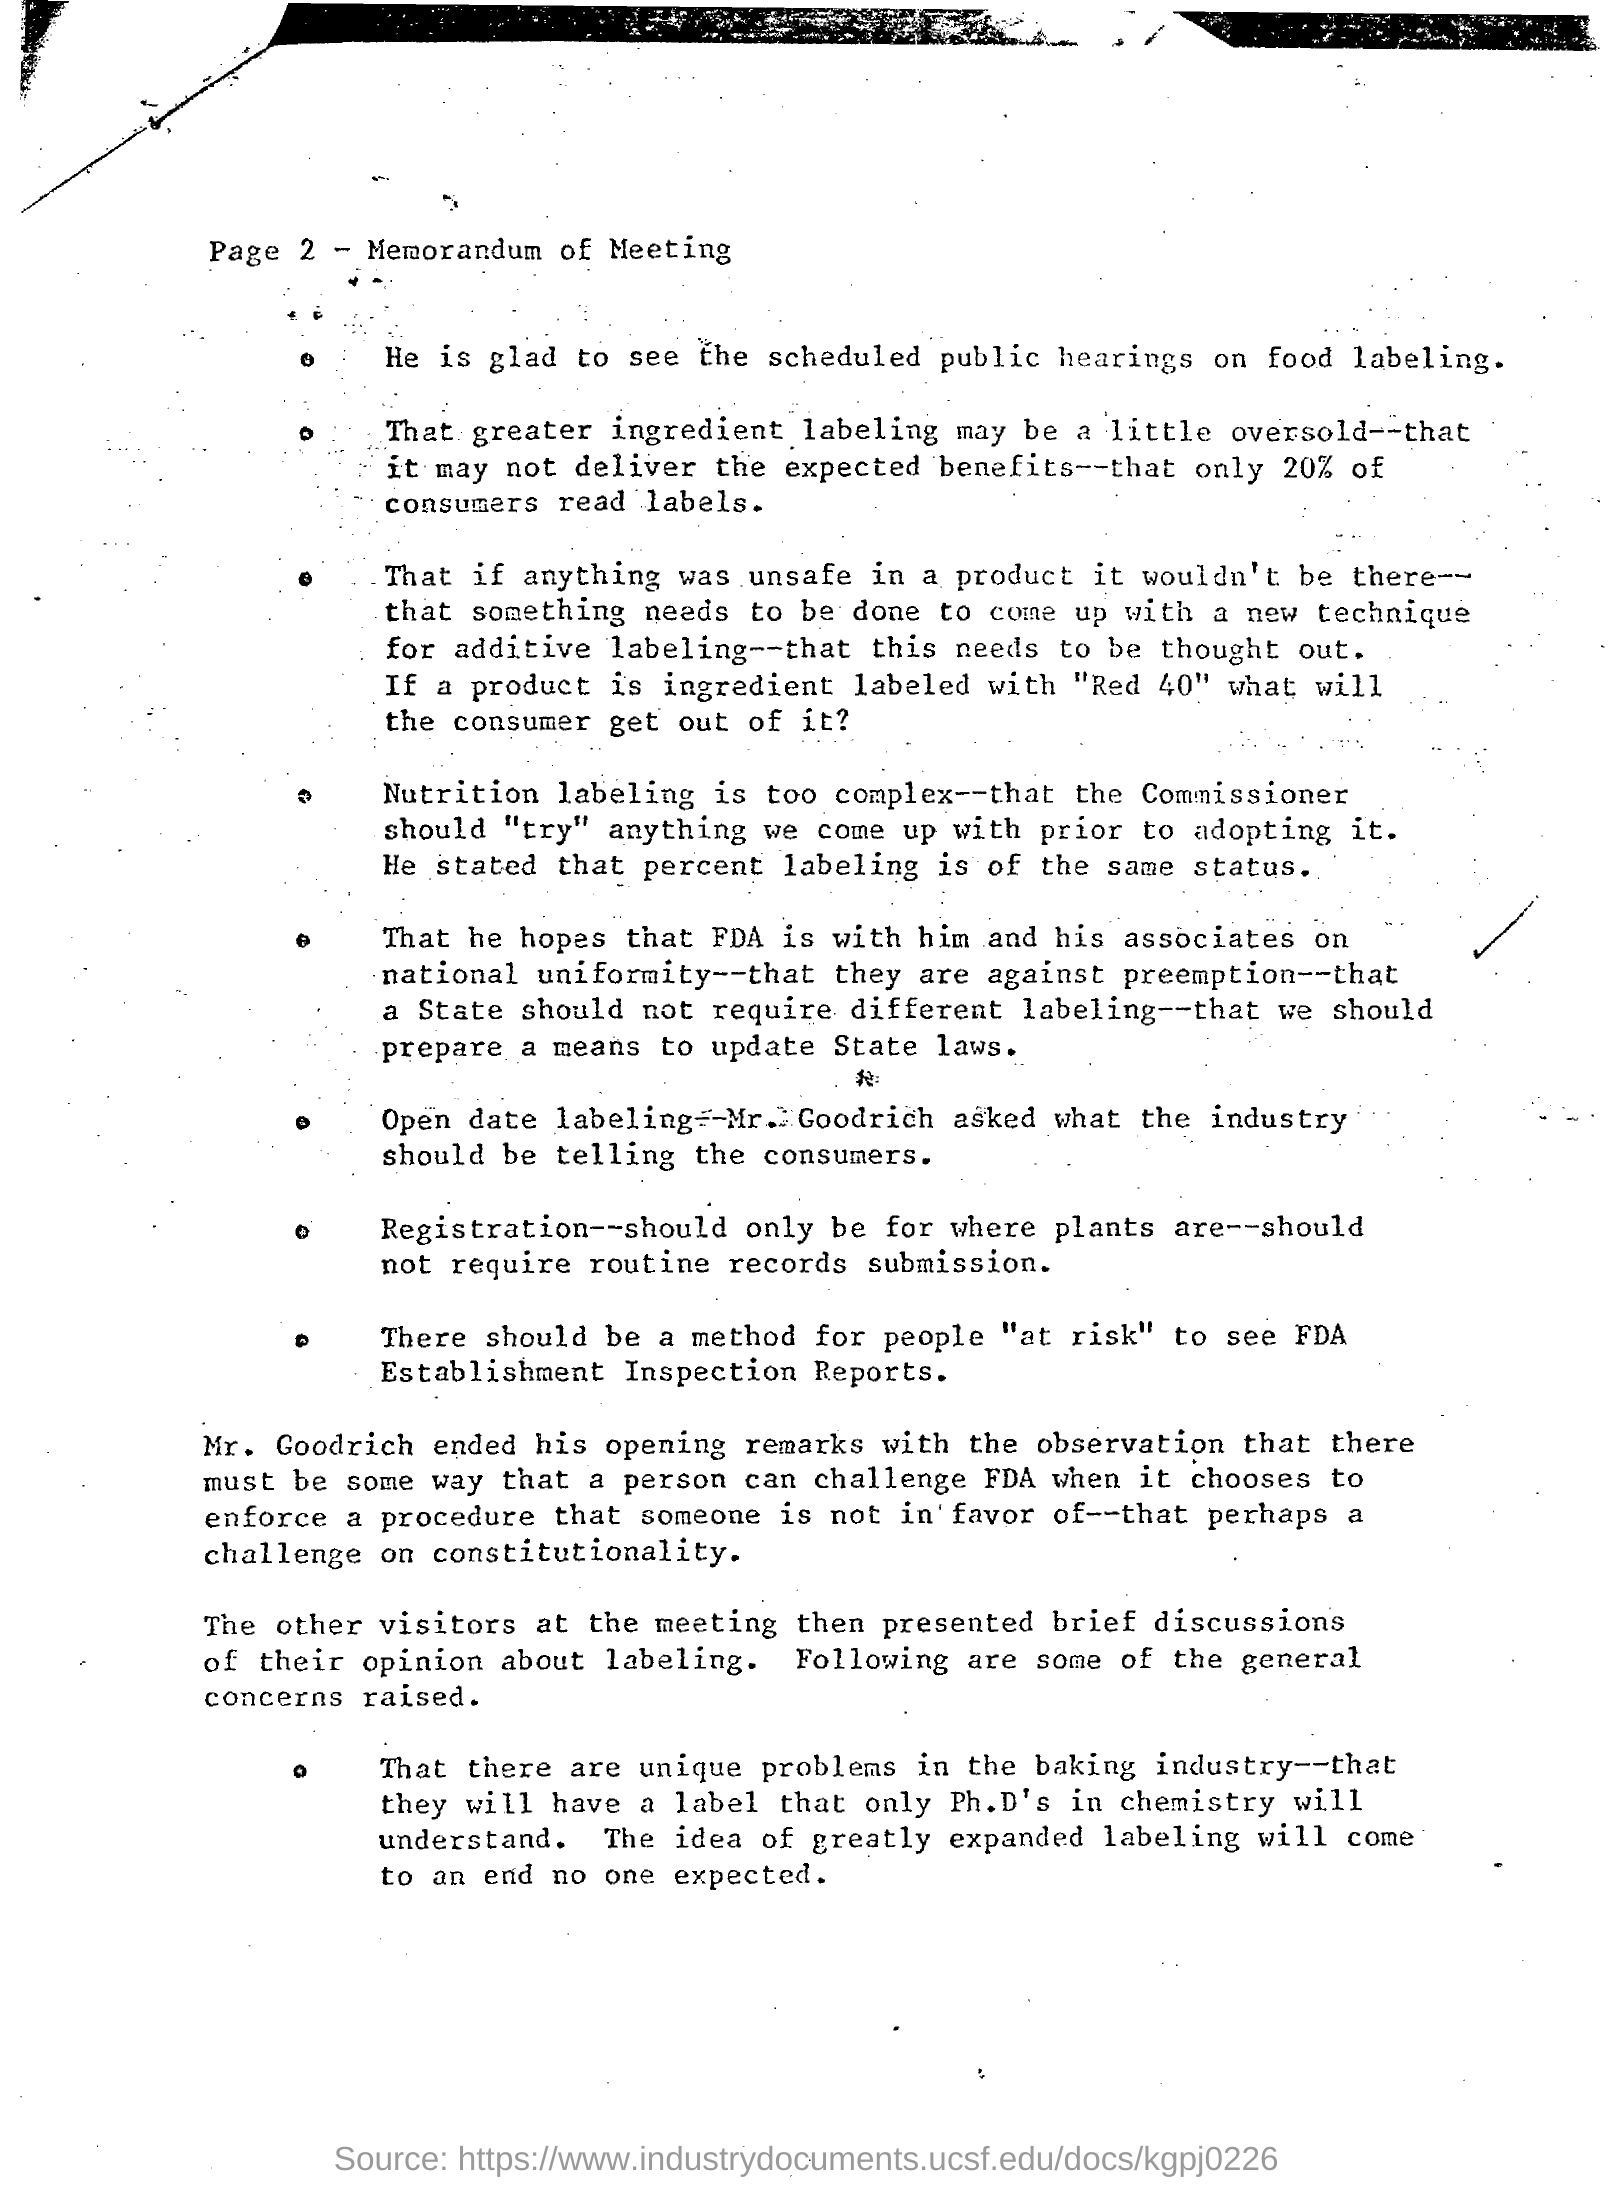 Page 2 - Memorandum of Meeting
He is glad to see the scheduled public hearings on food labeling.
That greater ingredient labeling may be a little oversold--that
it may not deliver the expected benefits--that only 20% of
consumers read labels.
That if anything was unsafe in a product it wouldn't be there--
that something needs to be done to come up with a new technique
for additive labeling--that this needs to be thought out.
If a product is ingredient labeled with "Red 40" what will
the consumer get out of it?
Nutrition labeling is too complex--that the Commissioner
should "try" anything we come up with prior to adopting it.
He stated that percent labeling is of the same status.
That he hopes that FDA is with him and his associates on
national uniformity--that they are against preemption--that
a State should not require different labeling--that we should
prepare a means to update State laws.
Open date labeling--Mr. Goodrich asked what the industry
should be telling the consumers.
Registration--should only be for where plants are--should
not require routine records submission.
There should be a method for people "at risk" to see FDA
Establishment Inspection Reports.
Mr. Goodrich ended his opening remarks with the observation that there
must be some way that a person can challenge FDA when it chooses to
enforce a procedure that someone is not in favor of--that perhaps a
challenge on constitutionality.
The other visitors at the meeting then presented brief discussions
of their opinion about labeling. Following are some of the general
concerns raised.
That there are unique problems in the baking industry--that
they will have a label that only Ph.D's in chemistry will
understand. The idea of greatly expanded labeling will come
to an end no one expected.
Source: https://www.industrydocuments.ucsf.edu/docs/kgpj0226